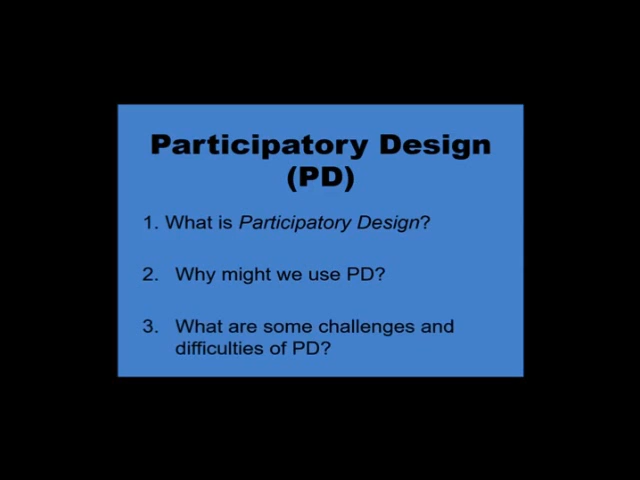 Participatory Design
(PD)
1. What is Participatory Design?
2. Why might we use PD?
3. What are some challenges and
difficulties of PD?